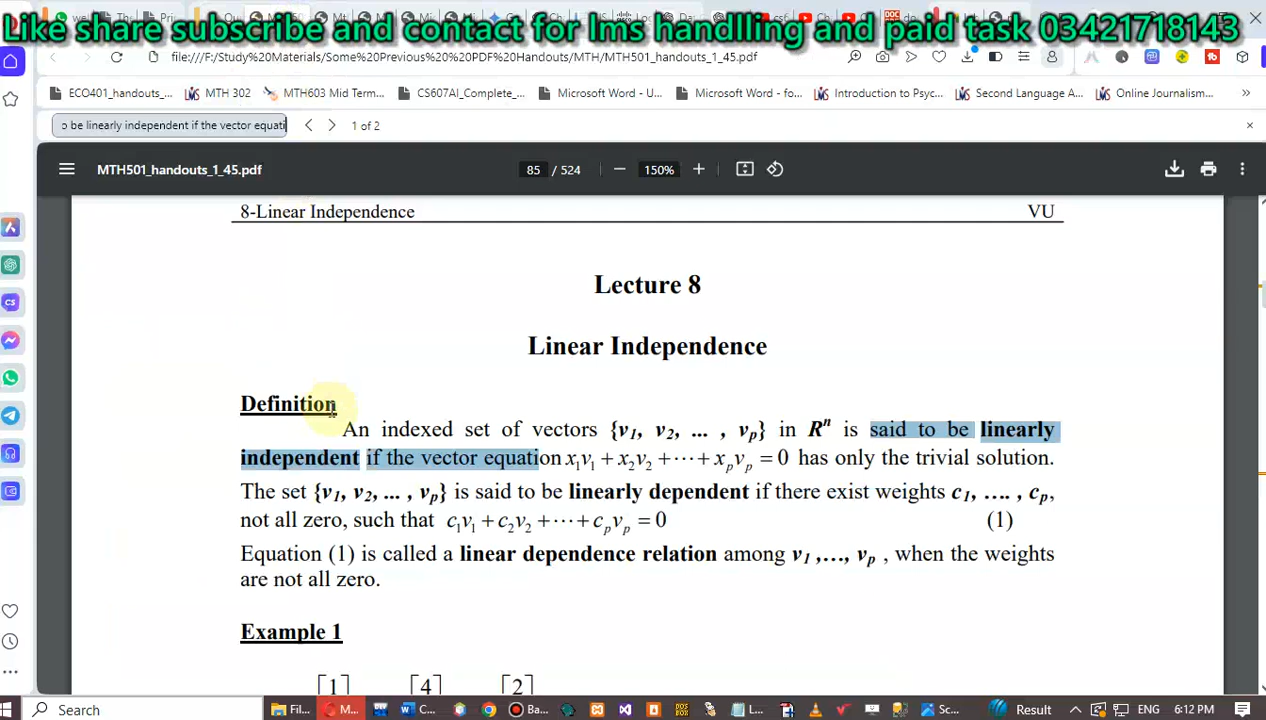 Like share subscribe and contact for lms handlling and paid task 03421718143
file:///F:/Study%20Materials/Some%20Previous%20%20PDF%20Handouts/MTH/MTH501_handouts_1_45.pdf
ECO401_handouts_... MTH 302 MTH603 Mid Term... CS607AI_Complete_... Microsoft Word - U... Microsoft Word - fo... Introduction to Psyc... Second Language A... Online Journalism...
o be linearly independent if the vector equati 1 of 2
MTH501_handouts_1_45.pdf 85 / 524 150%
8-Linear Independence VU
Lecture 8
Linear Independence
Definition
An indexed set of vectors {v1, v2, ... , vp} in Rⁿ is said to be linearly
independent if the vector equation x₁v₁ + x₂v₂ + ⋯ + xₚvₚ = 0 has only the trivial solution.
The set {v1, v2, ... , vp} is said to be linearly dependent if there exist weights c1, .... , cp,
not all zero, such that c₁v₁ + c₂v₂ + ⋯ + cₚvₚ = 0 (1)
Equation (1) is called a linear dependence relation among v1 ,…, vp , when the weights
are not all zero.
Example 1
1 4 2
Search Fil... M... C... Ba... L... Sc... Result ENG 6:12 PM